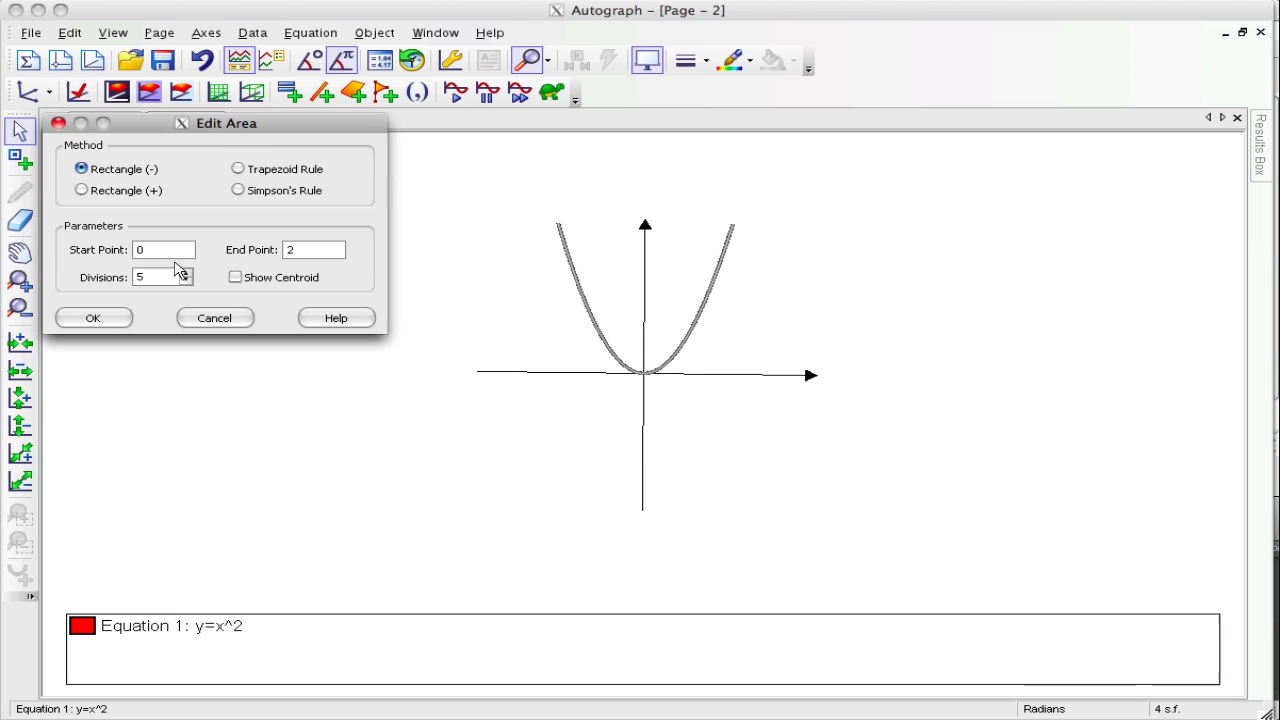 Autograph - [Page - 2]
File Edit View Page Axes Data Equation Object Window Help
Edit Area
Method
Rectangle (-) Trapezoid Rule
Rectangle (+) Simpson's Rule
Parameters
Start Point: 0 End Point: 2
Divisions: 5 Show Centroid
OK Cancel Help
Results Box
Equation 1: y=x^2
Equation 1: y=x^2 Radians 4 s.f.